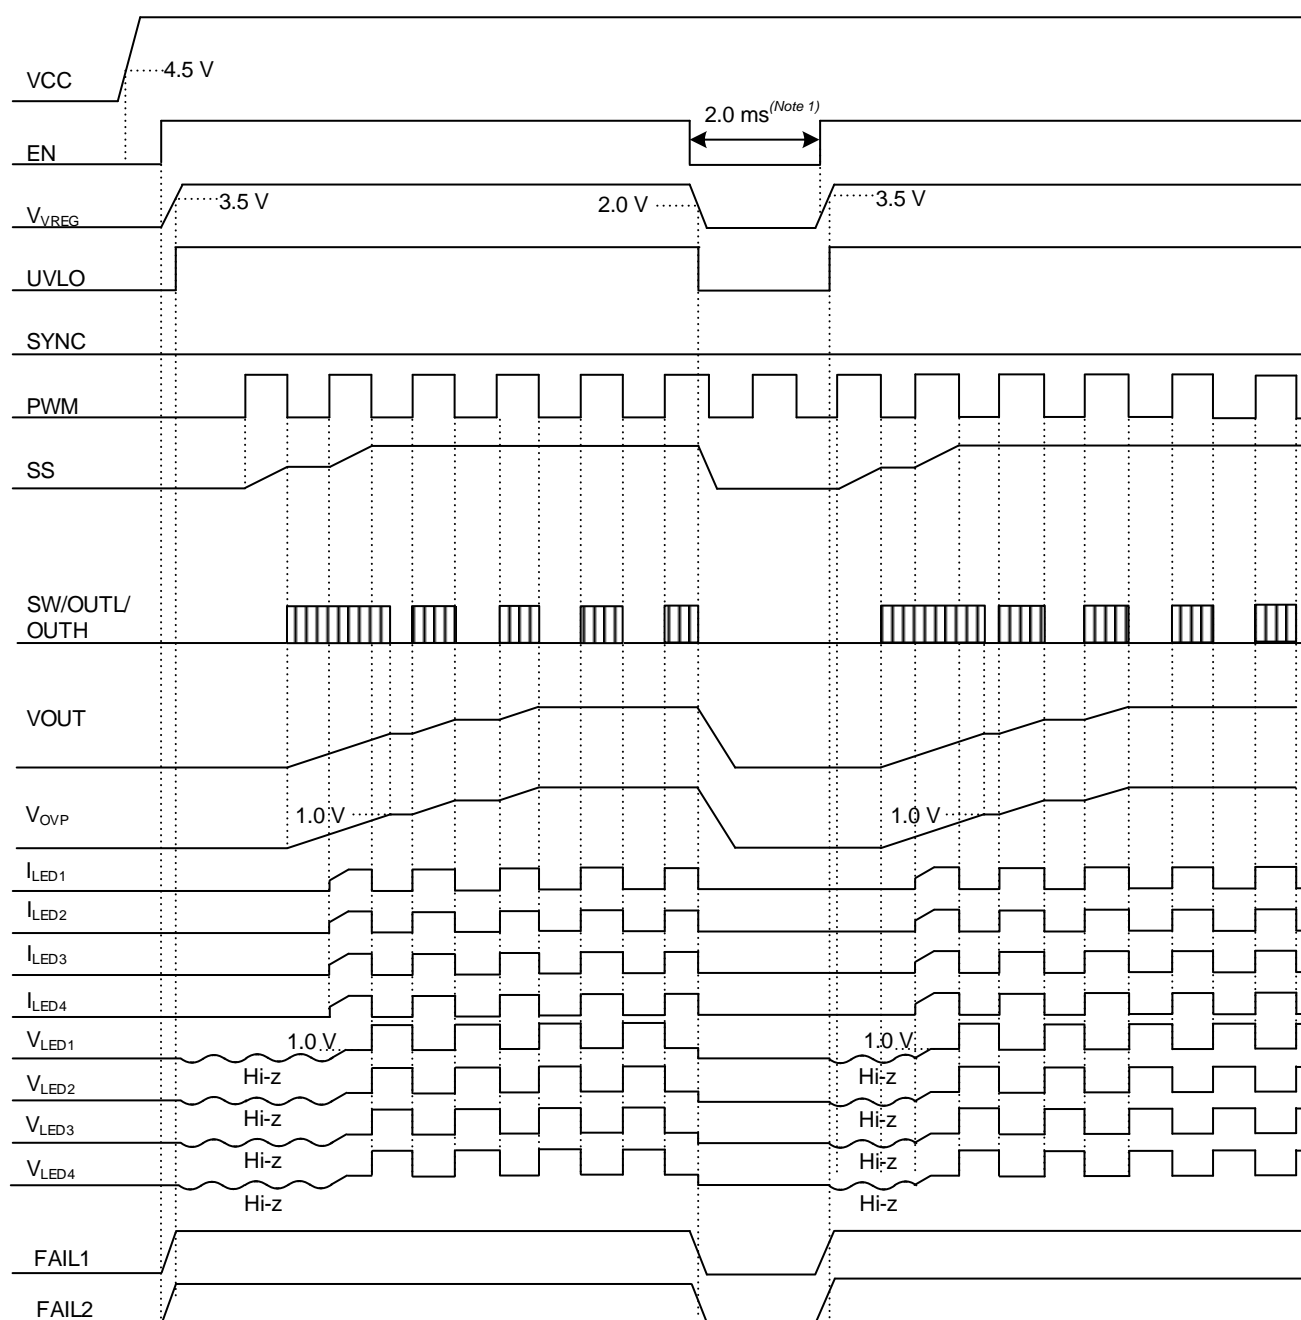 VCC
4.5 V
2.0 ms(Note 1)
EN
VVREG
3.5 V
2.0 V
3.5 V
UVLO
SYNC
PWM
SS
SW/OUTL/
OUTH
VOUT
VOVP
1.0 V
1.0 V
ILED1
ILED2
ILED3
ILED4
VLED1
1.0 V
1.0 V
Hi-z
Hi-z
VLED2
Hi-z
Hi-z
VLED3
Hi-z
Hi-z
VLED4
Hi-z
Hi-z
FAIL1
FAIL2